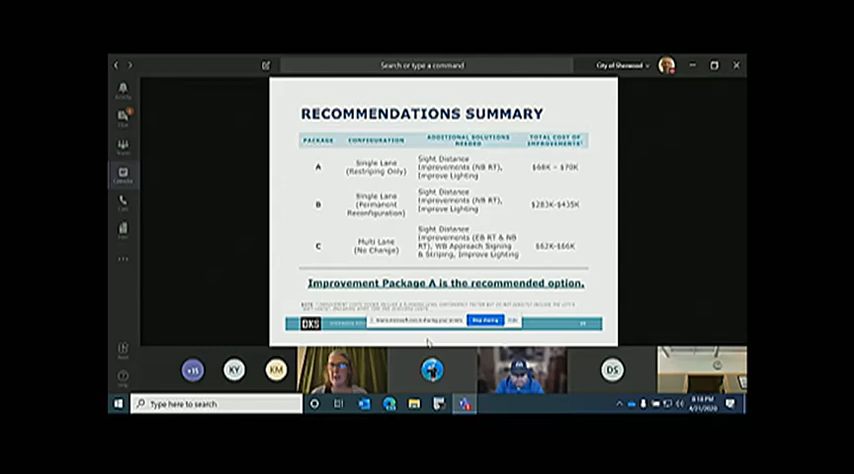 Search or type a command
City of Sherwood
RECOMMENDATIONS SUMMARY
PACKAGE
CONFIGURATION
ADDITIONAL SOLUTIONS
NEEDED
TOTAL COST OF
IMPROVEMENTS¹
A
Single Lane
(Restriping Only)
Sight Distance
Improvements (NB RT),
Improve Lighting
$68K - $70K
B
Single Lane
(Permanent
Reconfiguration)
Sight Distance
Improvements (NB RT),
Improve Lighting
$283K-$435K
C
Multi Lane
(No Change)
Sight Distance
Improvements (EB RT & NB
RT), WB Approach Signing
& Striping, Improve Lighting
$62K-$66K
Improvement Package A is the recommended option.
DKS
Stop sharing
Hide
+15
KY
KM
DS
Type here to search
8:18 PM
4/21/2020